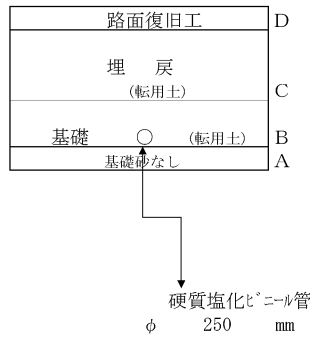 路面復旧工 D
埋 戻
(転用土) C
基礎 (転用土) B
基礎砂なし A
硬質塩化ビニール管
φ 250 mm